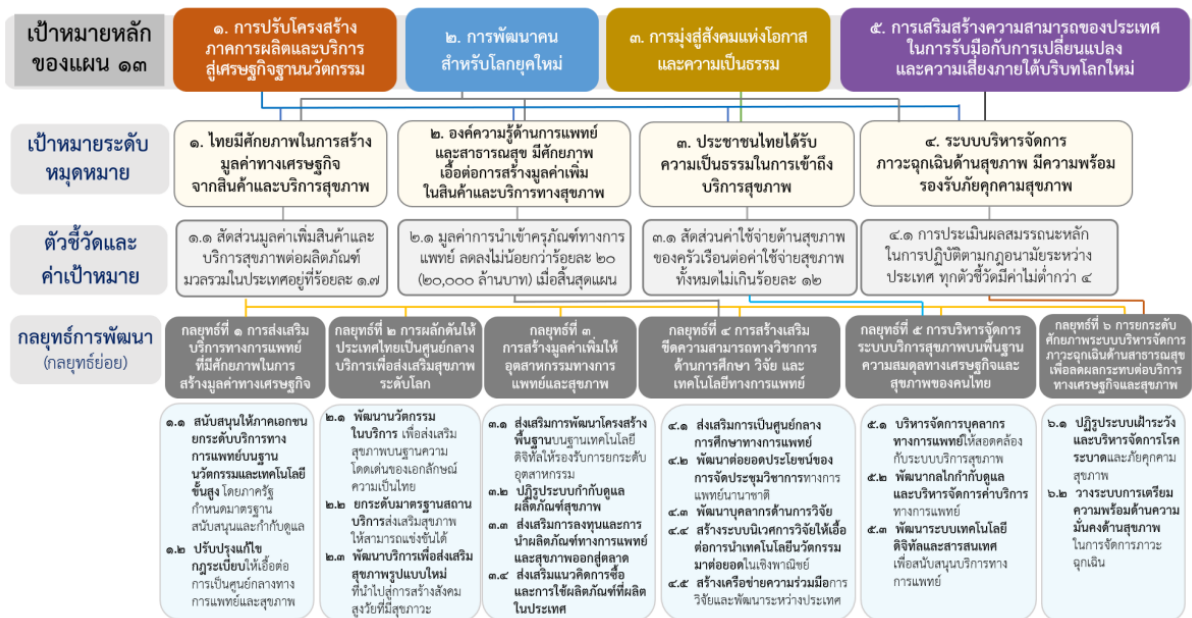 เป้าหมายหลัก
ของแผน ๑๓
๑. การปรับโครงสร้าง
ภาคการผลิตและบริการ
สู่เศรษฐกิจฐานนวัตกรรม
๒. การพัฒนาคน
สำหรับโลกยุคใหม่
๓. การมุ่งสู่สังคมแห่งโอกาส
และความเป็นธรรม
๕. การเสริมสร้างความสามารถของประเทศ
ในการรับมือกับการเปลี่ยนแปลง
และความเสี่ยงภายใต้บริบทโลกใหม่
เป้าหมายระดับ
หมุดหมาย
๑. ไทยมีศักยภาพในการสร้าง
มูลค่าทางเศรษฐกิจ
จากสินค้าและบริการสุขภาพ
๒. องค์ความรู้ด้านการแพทย์
และสาธารณสุข มีศักยภาพ
เอื้อต่อการสร้างมูลค่าเพิ่ม
ในสินค้าและบริการทางสุขภาพ
๓. ประชาชนไทยได้รับ
ความเป็นธรรมในการเข้าถึง
บริการสุขภาพ
๔. ระบบบริหารจัดการ
ภาวะฉุกเฉินด้านสุขภาพ มีความพร้อม
รองรับภัยคุกคามสุขภาพ
ตัวชี้วัดและ
ค่าเป้าหมาย
๑.๑ สัดส่วนมูลค่าเพิ่มสินค้าและ
บริการสุขภาพต่อผลิตภัณฑ์
มวลรวมในประเทศอยู่ที่ร้อยละ ๑.๗
๒.๑ มูลค่าการนำเข้าครุภัณฑ์ทางการ
แพทย์ ลดลงไม่น้อยกว่าร้อยละ ๒๐
(๒๐,๐๐๐ ล้านบาท) เมื่อสิ้นสุดแผน
๓.๑ สัดส่วนค่าใช้จ่ายด้านสุขภาพ
ของครัวเรือนต่อค่าใช้จ่ายสุขภาพ
ทั้งหมดไม่เกินร้อยละ ๑๒
๔.๑ การประเมินผลสมรรถนะหลัก
ในการปฏิบัติตามกฎอนามัยระหว่าง
ประเทศ ทุกตัวชี้วัดมีค่าไม่ต่ำกว่า ๔
กลยุทธ์การพัฒนา
(กลยุทธ์ย่อย)
กลยุทธ์ที่ ๑ การส่งเสริม
บริการทางการแพทย์
ที่มีศักยภาพในการ
สร้างมูลค่าทางเศรษฐกิจ
กลยุทธ์ที่ ๒ การผลักดันให้
ประเทศไทยเป็นศูนย์กลาง
บริการเพื่อส่งเสริมสุขภาพ
ระดับโลก
กลยุทธ์ที่ ๓
การสร้างมูลค่าเพิ่มให้
อุตสาหกรรมทางการ
แพทย์และสุขภาพ
กลยุทธ์ที่ ๔ การสร้างเสริม
ขีดความสามารถทางวิชาการ
ด้านการศึกษา วิจัย และ
เทคโนโลยีทางการแพทย์
กลยุทธ์ที่ ๕ การบริหารจัดการ
ระบบบริการสุขภาพบนพื้นฐาน
ความสมดุลทางเศรษฐกิจและ
สุขภาพของคนไทย
กลยุทธ์ที่ ๖ การยกระดับ
ศักยภาพระบบบริหารจัดการ
ภาวะฉุกเฉินด้านสาธารณสุข
เพื่อลดผลกระทบต่อบริการ
ทางเศรษฐกิจและสุขภาพ
๑.๑ สนับสนุนให้ภาคเอกชน
ยกระดับบริการทาง
การแพทย์บนฐาน
นวัตกรรมและเทคโนโลยี
ขั้นสูง โดยภาครัฐ
กำหนดมาตรฐาน
สนับสนุนและกำกับดูแล
๑.๒ ปรับปรุงแก้ไข
กฎระเบียบให้เอื้อต่อ
การเป็นศูนย์กลางทาง
การแพทย์และสุขภาพ
๒.๑ พัฒนานวัตกรรม
ในบริการ เพื่อส่งเสริม
สุขภาพบนฐานความ
โดดเด่นของเอกลักษณ์
ความเป็นไทย
๒.๒ ยกระดับมาตรฐานสถาน
บริการส่งเสริมสุขภาพ
ให้สามารถแข่งขันได้
๒.๓ พัฒนาบริการเพื่อส่งเสริม
สุขภาพรูปแบบใหม่
ที่นำไปสู่การสร้างสังคม
สูงวัยที่มีสุขภาวะ
๓.๑ ส่งเสริมการพัฒนาโครงสร้าง
พื้นฐานบนฐานเทคโนโลยี
ดิจิทัลให้รองรับการยกระดับ
อุตสาหกรรม
๓.๒ ปฏิรูประบบกำกับดูแล
ผลิตภัณฑ์สุขภาพ
๓.๓ ส่งเสริมการลงทุนและการ
นำผลิตภัณฑ์ทางการแพทย์
และสุขภาพออกสู่ตลาด
๓.๔ ส่งเสริมแนวคิดการซื้อ
และการใช้ผลิตภัณฑ์ที่ผลิต
ในประเทศ
๔.๑ ส่งเสริมการเป็นศูนย์กลาง
การศึกษาทางการแพทย์
๔.๒ พัฒนาต่อยอดประโยชน์ของ
การจัดประชุมวิชาการทางการ
แพทย์นานาชาติ
๔.๓ พัฒนาบุคลากรด้านการวิจัย
๔.๔ สร้างระบบนิเวศการวิจัยให้เอื้อ
ต่อการนำเทคโนโลยีนวัตกรรม
มาต่อยอดในเชิงพาณิชย์
๔.๕ สร้างเครือข่ายความร่วมมือการ
วิจัยและพัฒนาระหว่างประเทศ
๕.๑ บริหารจัดการบุคลากร
ทางการแพทย์ให้สอดคล้อง
กับระบบบริการสุขภาพ
๕.๒ พัฒนากลไกกำกับดูแล
และบริหารจัดการค่าบริการ
ทางการแพทย์
๕.๓ พัฒนาระบบเทคโนโลยี
ดิจิทัลและสารสนเทศ
เพื่อสนับสนุนบริการทาง
การแพทย์
๖.๑ ปฏิรูประบบเฝ้าระวัง
และบริหารจัดการโรค
ระบาดและภัยคุกคาม
สุขภาพ
๖.๒ วางระบบการเตรียม
ความพร้อมด้านความ
มั่นคงด้านสุขภาพ
ในการจัดการภาวะ
ฉุกเฉิน